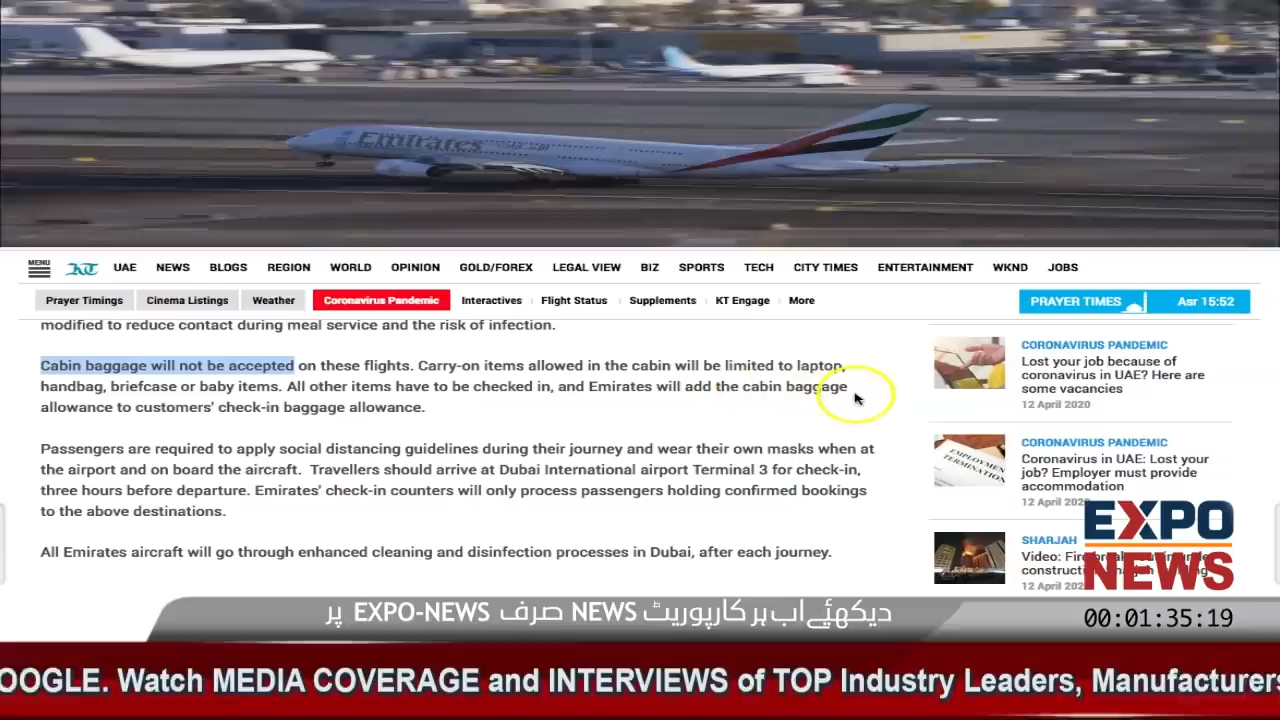 Emirates
MENU
KT UAE NEWS BLOGS REGION WORLD OPINION GOLD/FOREX LEGAL VIEW BIZ SPORTS TECH CITY TIMES ENTERTAINMENT WKND JOBS
Prayer Timings Cinema Listings Weather Coronavirus Pandemic Interactives Flight Status Supplements KT Engage More PRAYER TIMES Asr 15:52
modified to reduce contact during meal service and the risk of infection.
Cabin baggage will not be accepted on these flights. Carry-on items allowed in the cabin will be limited to laptop,
handbag, briefcase or baby items. All other items have to be checked in, and Emirates will add the cabin baggage
allowance to customers' check-in baggage allowance.
Passengers are required to apply social distancing guidelines during their journey and wear their own masks when at
the airport and on board the aircraft. Travellers should arrive at Dubai International airport Terminal 3 for check-in,
three hours before departure. Emirates' check-in counters will only process passengers holding confirmed bookings
to the above destinations.
All Emirates aircraft will go through enhanced cleaning and disinfection processes in Dubai, after each journey.
CORONAVIRUS PANDEMIC
Lost your job because of
coronavirus in UAE? Here are
some vacancies
12 April 2020
EMPLOYMENT
TERMINATION
CORONAVIRUS PANDEMIC
Coronavirus in UAE: Lost your
job? Employer must provide
accommodation
12 April 2020
SHARJAH
Video: Fire
12 April 2020
EXPO
NEWS
00:01:35:19
دیکھئے اب ہر کارپوریٹ NEWS صرف EXPO-NEWS پر
OOGLE. Watch MEDIA COVERAGE and INTERVIEWS of TOP Industry Leaders, Manufacturers